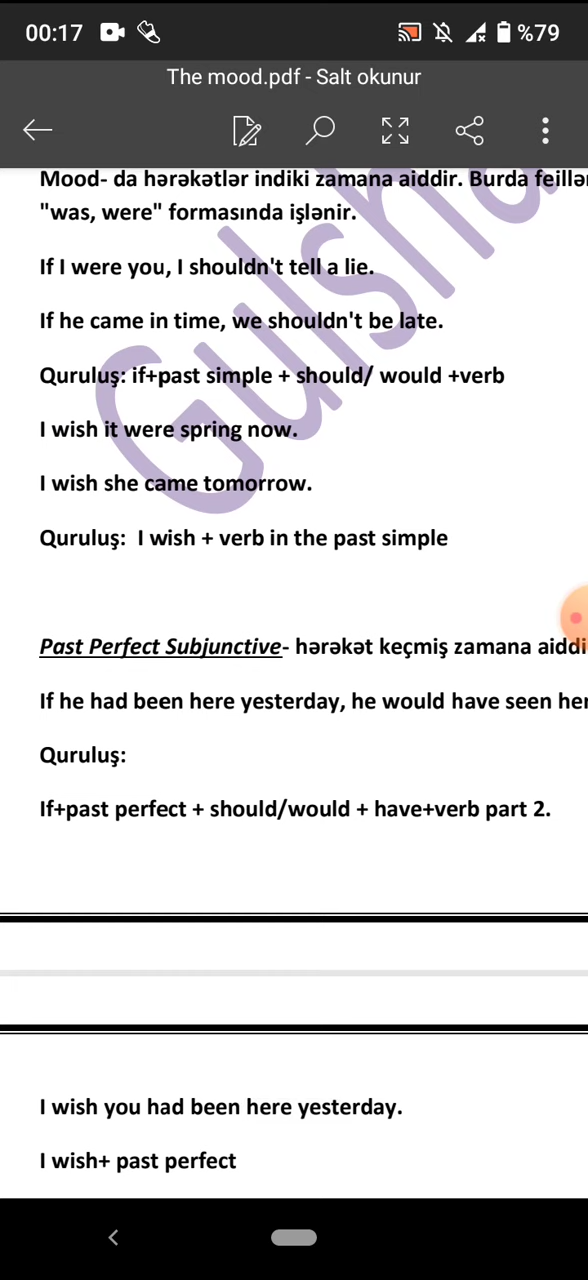 00:17
%79
The mood.pdf - Salt okunur
Mood- da hərəkətlər indiki zamana aiddir. Burda
"was, were" formasında işlənir.
If I were you, I shouldn't tell a lie.
If he came in time, we shouldn't be late.
Quruluş: if+past simple + should/ would +verb
I wish it were spring now.
I wish she came tomorrow.
Quruluş: I wish + verb in the past simple
Past Perfect Subjunctive- hərəkət keçmiş zamana
If he had been here yesterday, he would have seen her
Quruluş:
If+past perfect + should/would + have+verb part 2.
I wish you had been here yesterday.
I wish+ past perfect